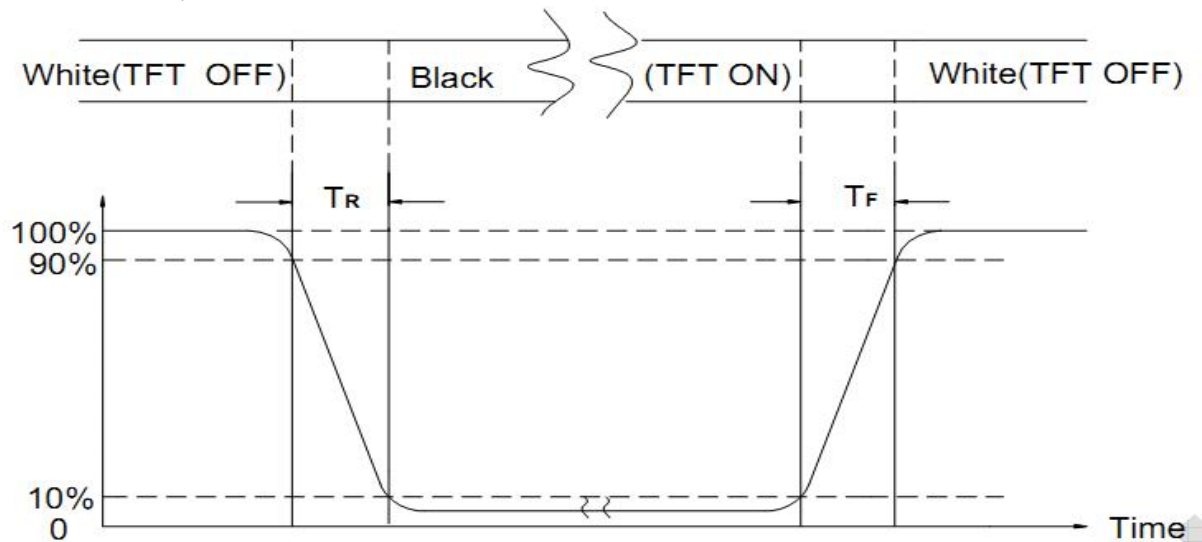 White(TFT OFF) Black (TFT ON) White(TFT OFF)
TR TF
100%
90%
10%
0
Time